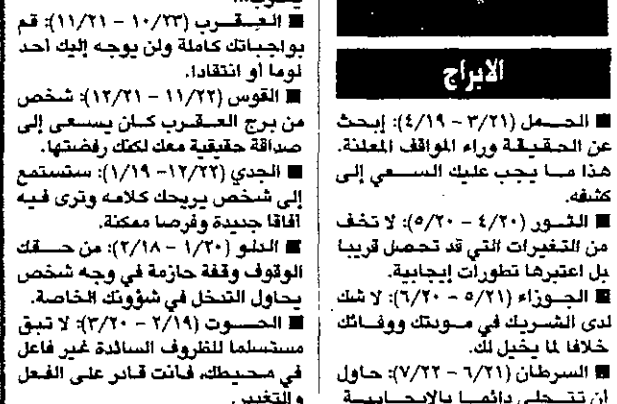 الابراج
■ الحمل (٣/٢١ – ٤/١٩): إبحث
عن الحقيقة وراء المواقف المعلنة.
هذا ما يجب عليك السعي إلى
كشفه.
■ الثور (٤/٢٠ – ٥/٢٠): لا تخف
من التغيرات التي قد تحصل قريبا
بل اعتبرها تطورات إيجابية.
■ الجوزاء (٥/٢١ – ٦/٢٠): لا شك
لدى الشريك في مودتك ووفائك
خلافا لما يخيل لك.
■ السرطان (٦/٢١ – ٧/٢٢): حاول
ان تتحلى دائما بالايجابية
■ العقرب (١٠/٢٣ – ١١/٢١): قم
بواجباتك كاملة ولن يوجه إليك احد
لوما أو انتقادا.
■ القوس (١١/٢٢ – ١٢/٢١): شخص
من برج العقرب كان يسعى إلى
صداقة حقيقية معك لكنك رفضتها.
■ الجدي (١٢/٢٢– ١/١٩): ستستمع
إلى شخص يريحك كلامه وترى فيه
آفاقا جديدة وفرصا ممكنة.
■ الدلو (١/٢٠ – ٢/١٨): من حقك
الوقوف وقفة حازمة في وجه شخص
يحاول التدخل في شؤونك الخاصة.
■ الحوت (٢/١٩ – ٣/٢٠): لا تبق
مستسلما للظروف السائدة غير فاعل
في محيطك، فانت قادر على الفعل
والتغيير.